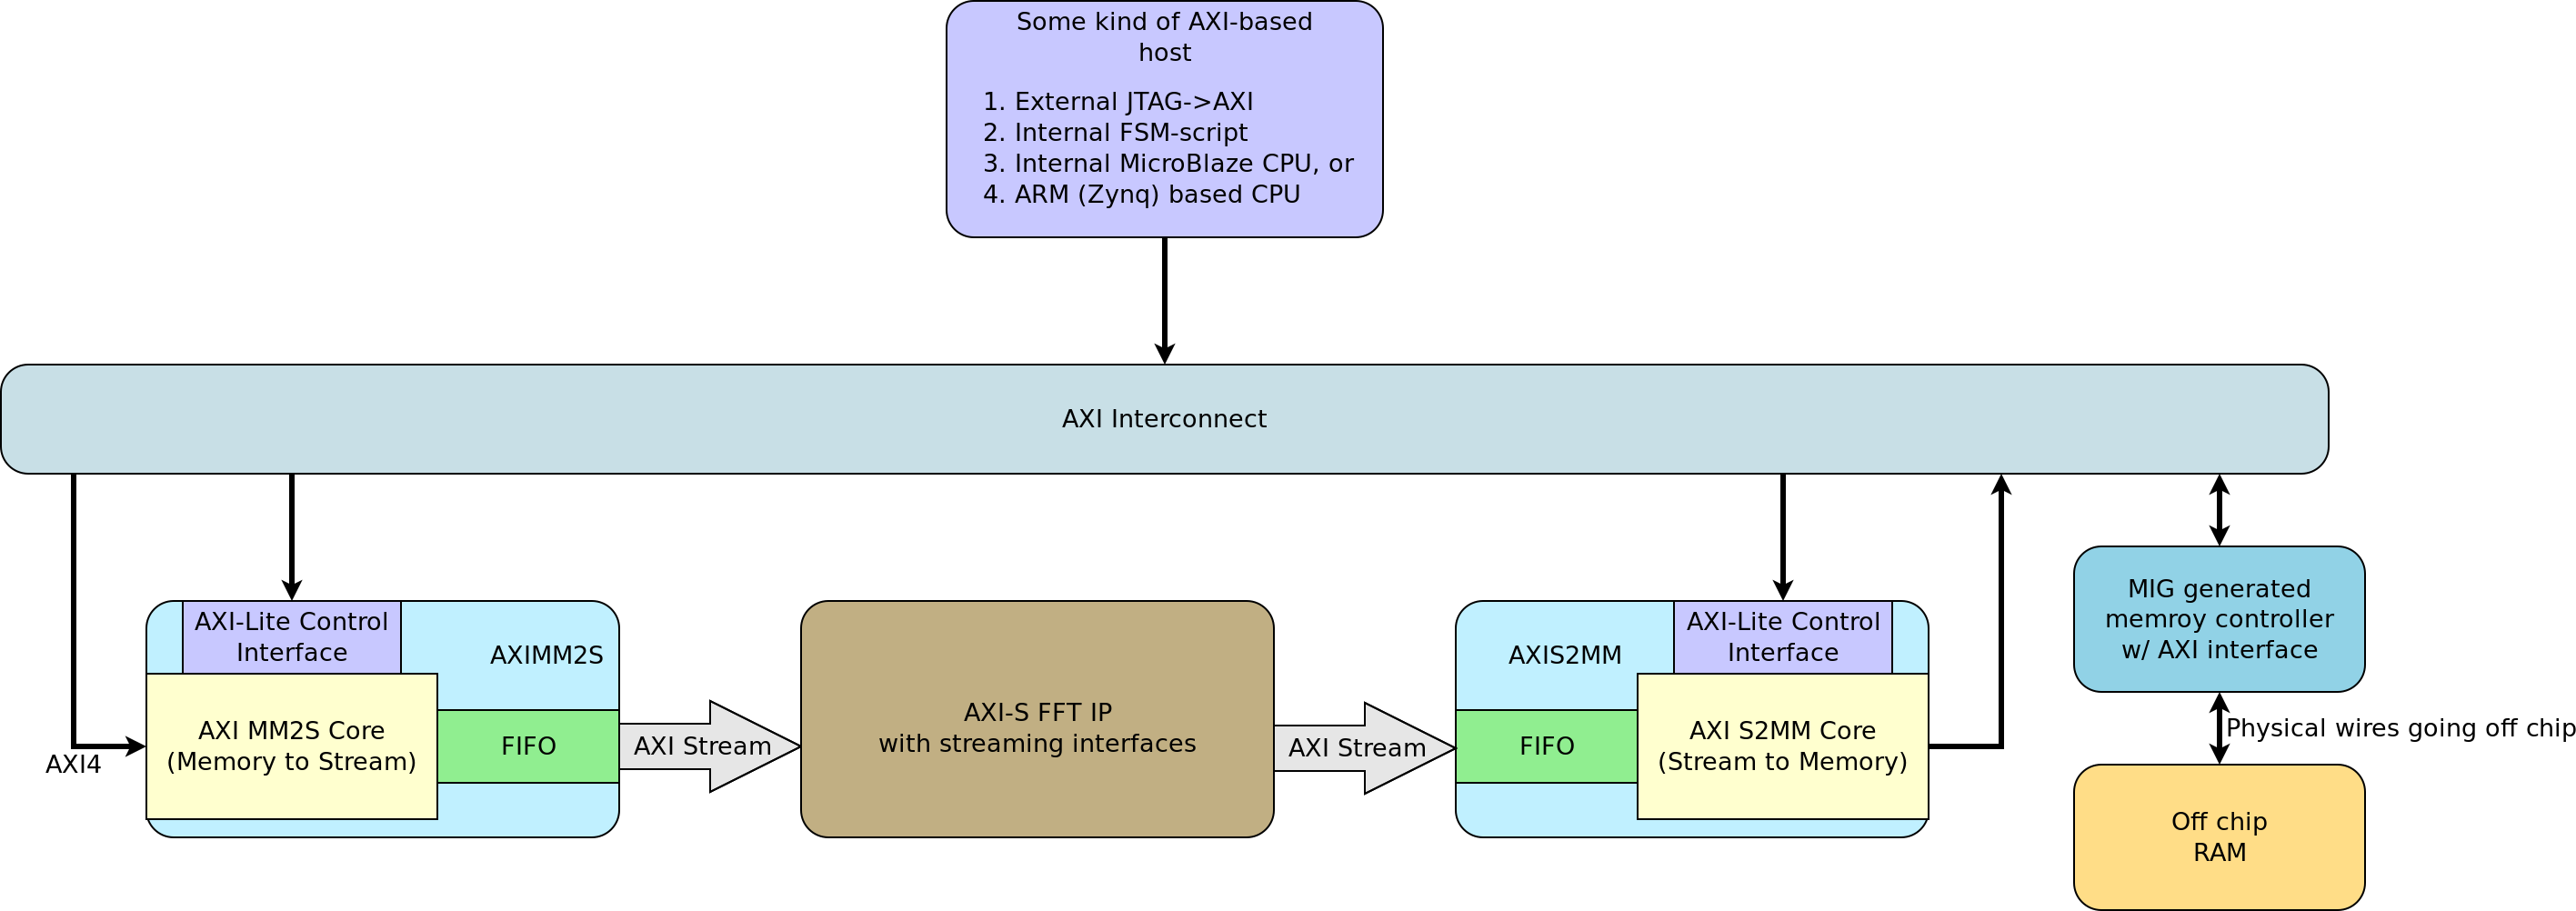 Some kind of AXI-based
host
1. External JTAG->AXI
2. Internal FSM-script
3. Internal MicroBlaze CPU, or
4. ARM (Zynq) based CPU
AXI Interconnect
AXI4
AXI-Lite Control
Interface
AXIMM2S
AXI MM2S Core
(Memory to Stream)
FIFO
AXI Stream
AXI-S FFT IP
with streaming interfaces
AXI Stream
AXIS2MM
AXI-Lite Control
Interface
FIFO
AXI S2MM Core
(Stream to Memory)
MIG generated
memroy controller
w/ AXI interface
Physical wires going off chip
Off chip
RAM